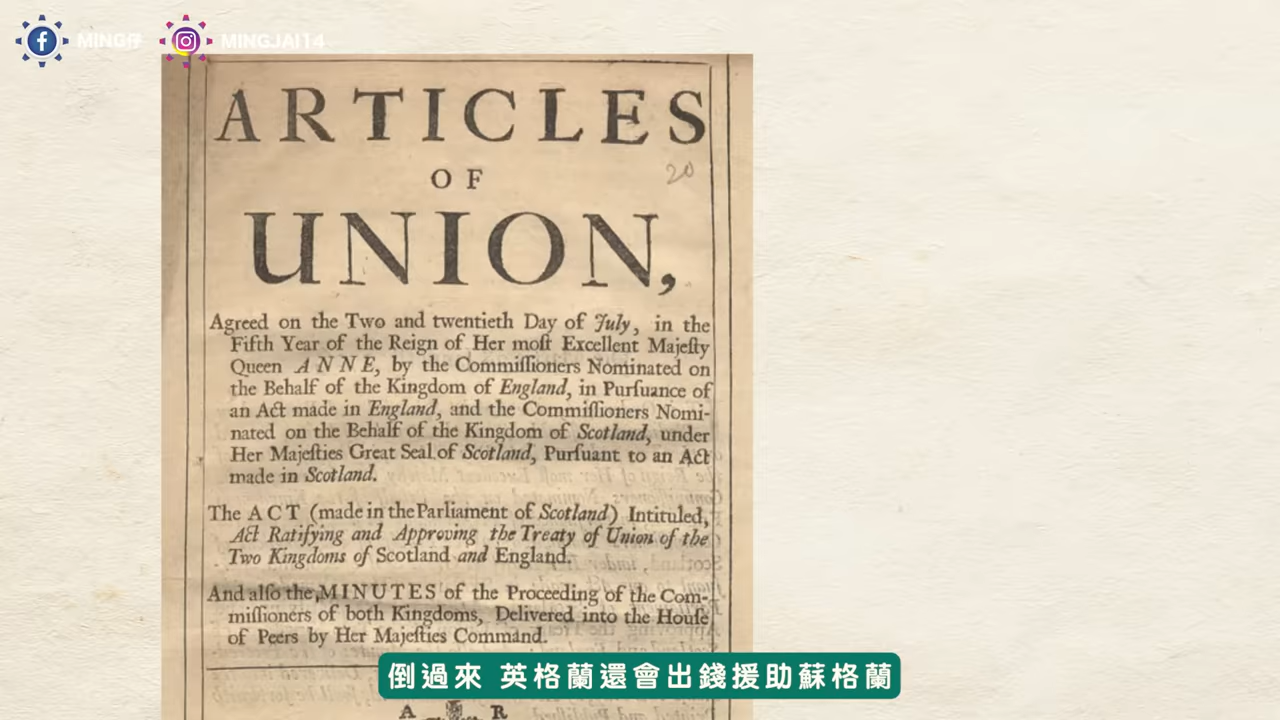 MING仔 MINGJAI14
ARTICLES
20
OF
UNION,
Agreed on the Two and twentieth Day of July, in the
Fifth Year of the Reign of Her moſt Excellent Majeſty
Queen ANNE, by the Commiſſioners Nominated on
the Behalf of the Kingdom of England, in Purſuance of
an Act made in England, and the Commiſſioners Nomi-
nated on the Behalf of the Kingdom of Scotland, under
Her Majeſties Great Seal of Scotland, Purſuant to an Act
made in Scotland.
The ACT (made in the Parliament of Scotland) Intituled,
Act Ratifying and Approving the Treaty of Union of the
Two Kingdoms of Scotland and England.
And alſo the MINUTES of the Proceeding of the Com-
miſſioners of both Kingdoms, Delivered into the Houſe
of Peers by Her Majeſties Command.
倒過來 英格蘭還會出錢援助蘇格蘭
A R